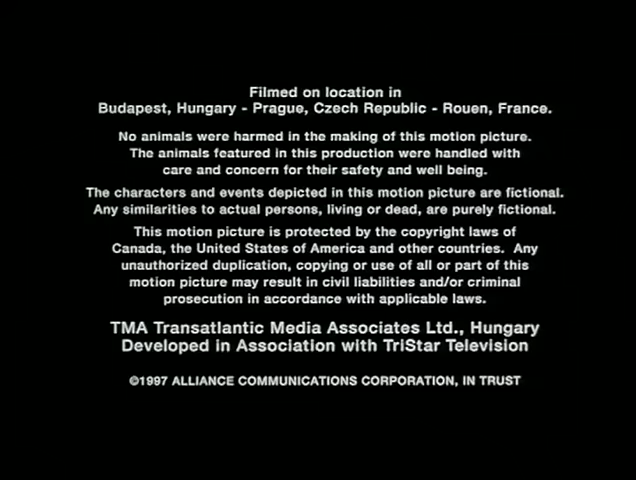 Filmed on location in
Budapest, Hungary - Prague, Czech Republic - Rouen, France.
No animals were harmed in the making of this motion picture.
The animals featured in this production were handled with
care and concern for their safety and well being.
The characters and events depicted in this motion picture are fictional.
Any similarities to actual persons, living or dead, are purely fictional.
This motion picture is protected by the copyright laws of
Canada, the United States of America and other countries. Any
unauthorized duplication, copying or use of all or part of this
motion picture may result in civil liabilities and/or criminal
prosecution in accordance with applicable laws.
TMA Transatlantic Media Associates Ltd., Hungary
Developed in Association with TriStar Television
©1997 ALLIANCE COMMUNICATIONS CORPORATION, IN TRUST